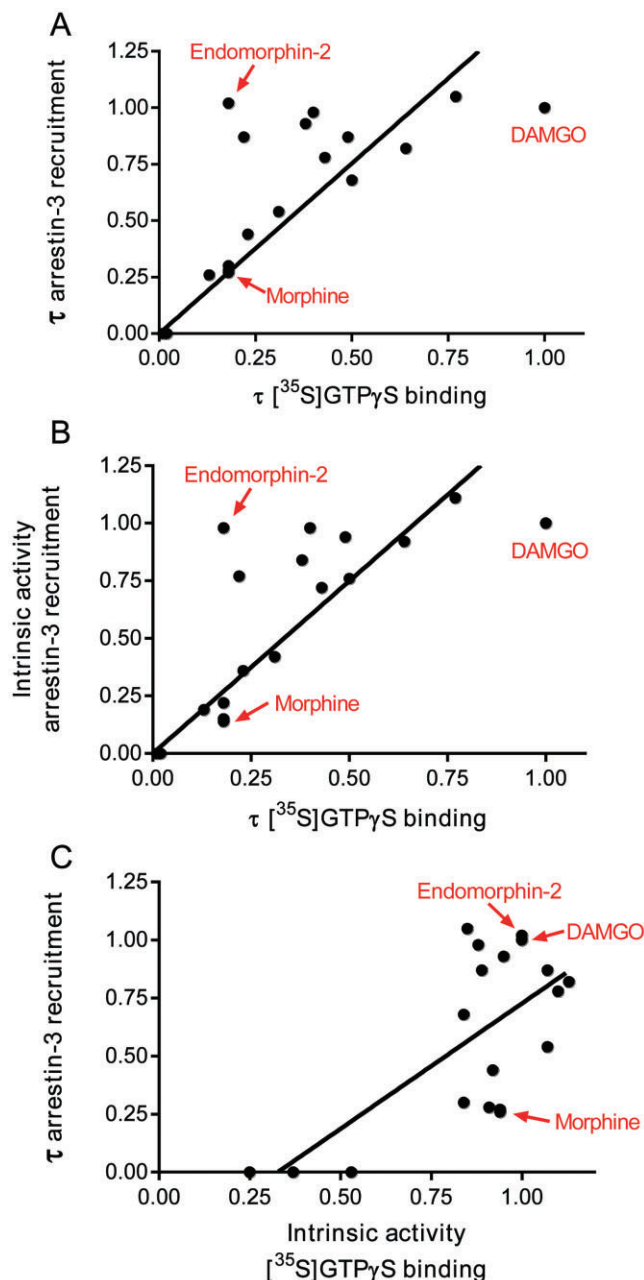 A
Endomorphin-2
1.25
1.00
0.75
0.50
0.25
0.00
τ arrestin-3 recruitment
DAMGO
Morphine
0.00 0.25 0.50 0.75 1.00
τ [³⁵S]GTPγS binding
B
Endomorphin-2
1.25
1.00
0.75
0.50
0.25
0.00
Intrinsic activity
arrestin-3 recruitment
DAMGO
Morphine
0.00 0.25 0.50 0.75 1.00
τ [³⁵S]GTPγS binding
C
Endomorphin-2
DAMGO
1.25
1.00
0.75
0.50
0.25
0.00
τ arrestin-3 recruitment
Morphine
0.00 0.25 0.50 0.75 1.00
Intrinsic activity
[³⁵S]GTPγS binding